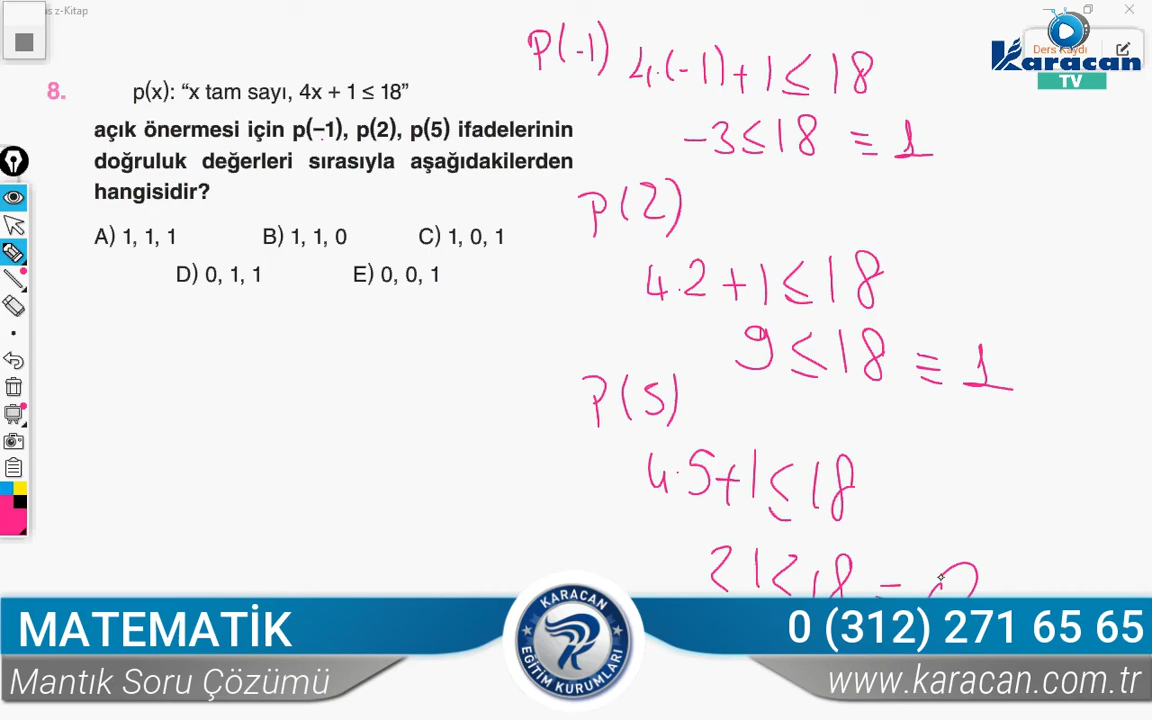 us z-Kitap
Ders Kaydı
Karacan
TV
8. p(x): “x tam sayı, 4x + 1 ≤ 18”
açık önermesi için p(−1), p(2), p(5) ifadelerinin
doğruluk değerleri sırasıyla aşağıdakilerden
hangisidir?
A) 1, 1, 1 B) 1, 1, 0 C) 1, 0, 1
D) 0, 1, 1 E) 0, 0, 1
P(-1) 4.(-1)+1≤18
-3≤18 ≡ 1
P(2)
4.2+1≤18
9≤18 ≡ 1
P(5)
4.5+1≤18
21≤18 ≡ 0
MATEMATİK
Mantık Soru Çözümü
KARACAN
EĞİTİM KURUMLARI
0 (312) 271 65 65
www.karacan.com.tr